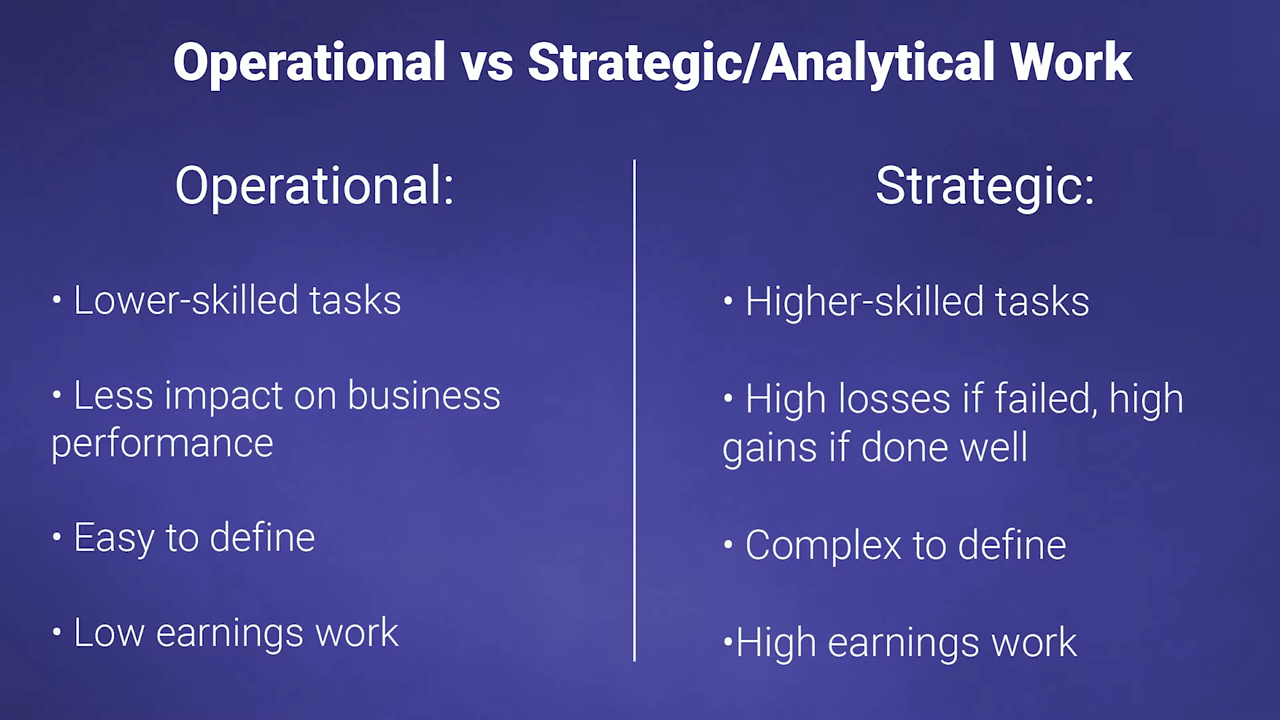 Operational vs Strategic/Analytical Work
Operational:
• Lower-skilled tasks
• Less impact on business
performance
• Easy to define
• Low earnings work
Strategic:
• Higher-skilled tasks
• High losses if failed, high
gains if done well
• Complex to define
•High earnings work